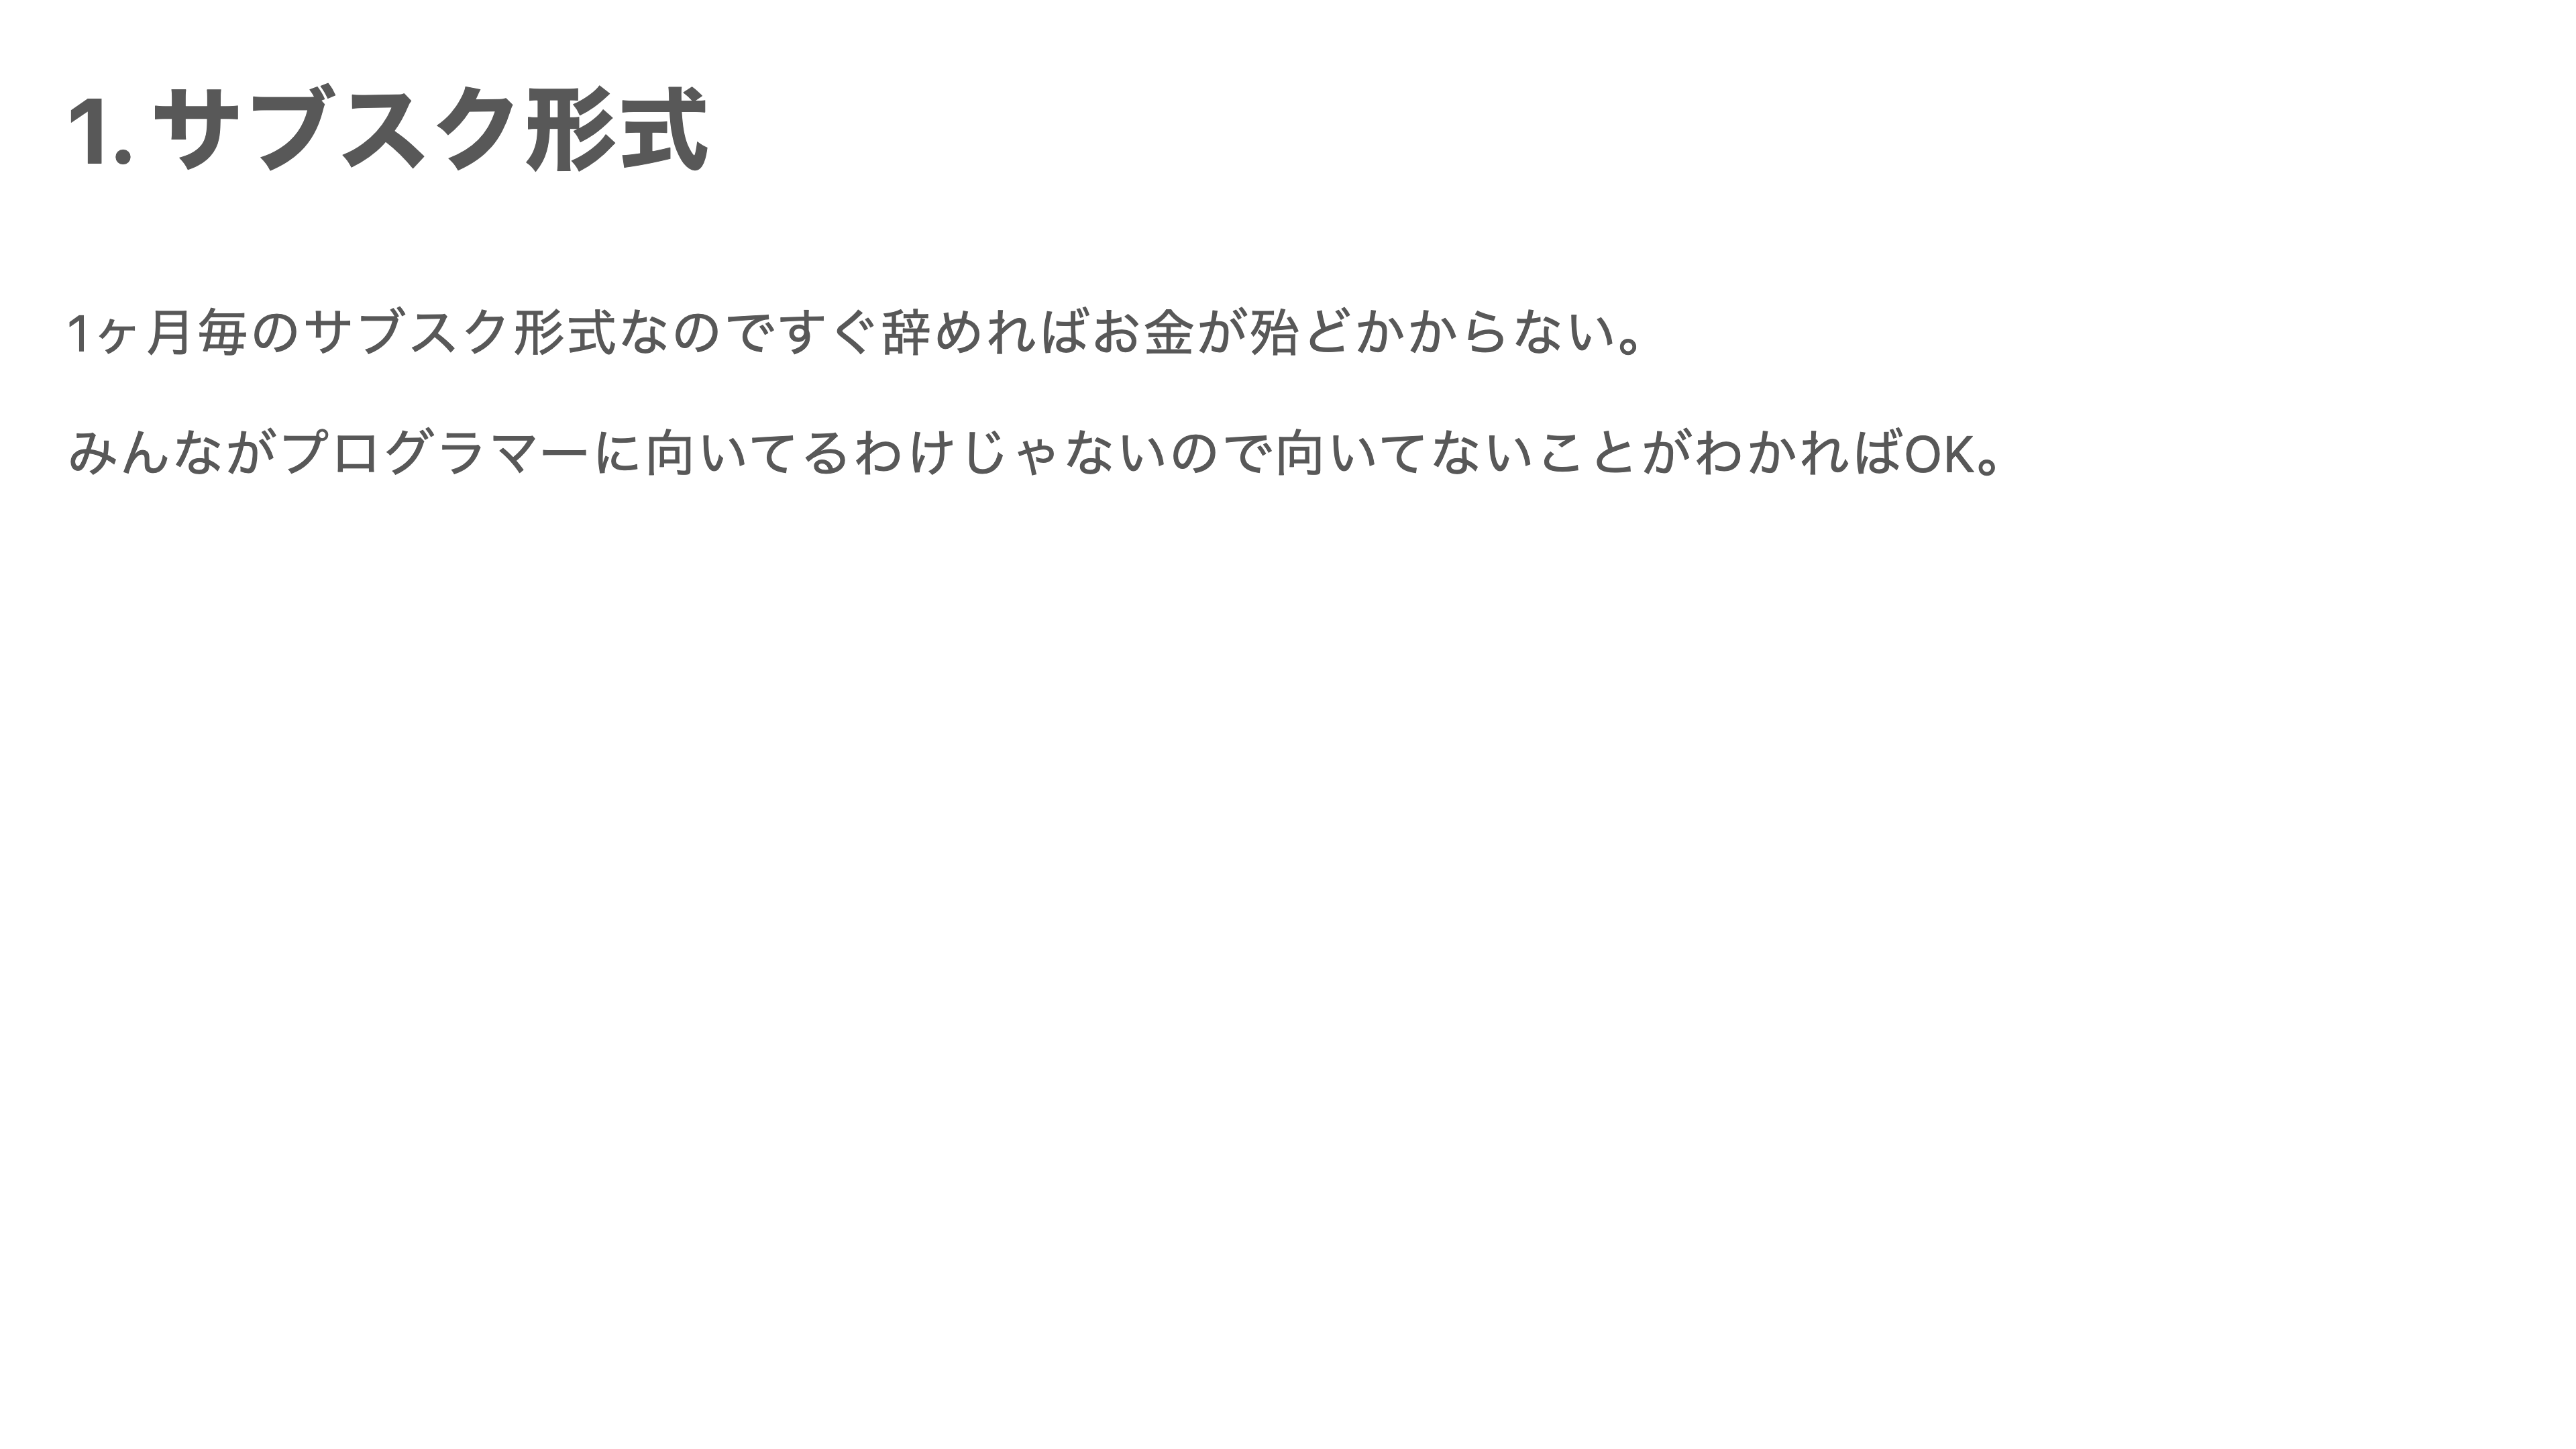 1. サブスク形式
1ヶ月毎のサブスク形式なのですぐ辞めればお金が殆どかからない。
みんながプログラマーに向いてるわけじゃないので向いてないことがわかればOK。